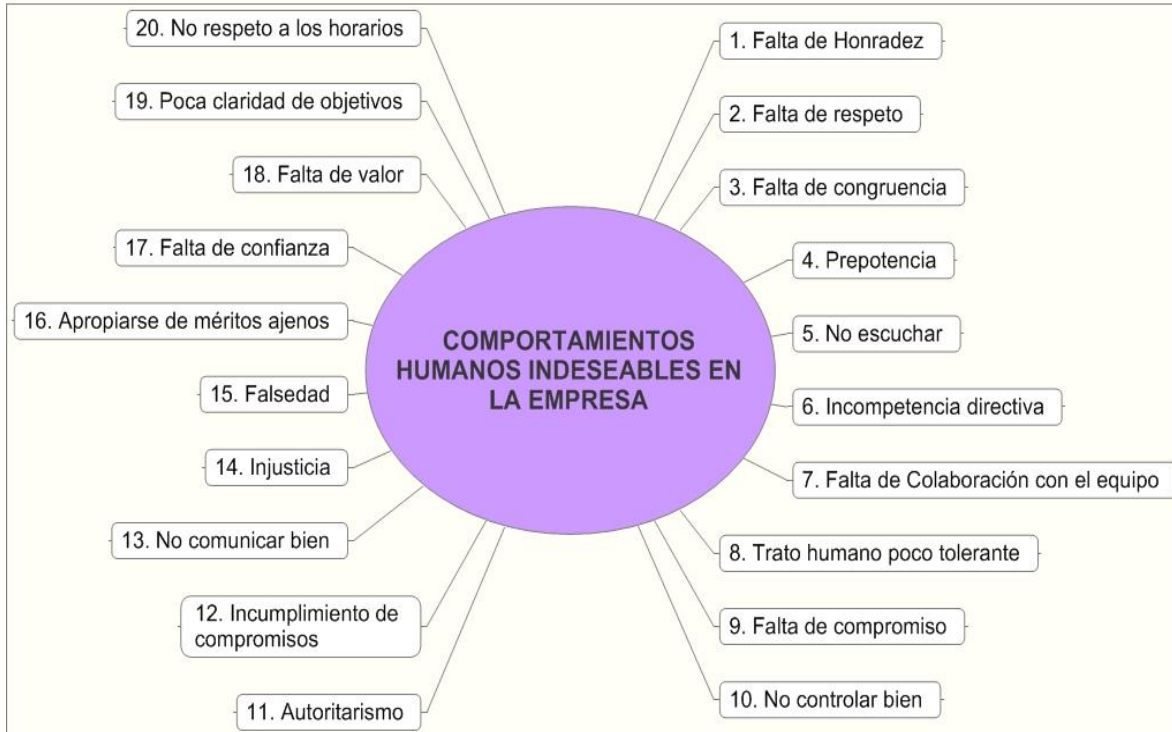 COMPORTAMIENTOS
HUMANOS INDESEABLES EN
LA EMPRESA
1. Falta de Honradez
2. Falta de respeto
3. Falta de congruencia
4. Prepotencia
5. No escuchar
6. Incompetencia directiva
7. Falta de Colaboración con el equipo
8. Trato humano poco tolerante
9. Falta de compromiso
10. No controlar bien
11. Autoritarismo
12. Incumplimiento de
compromisos
13. No comunicar bien
14. Injusticia
15. Falsedad
16. Apropiarse de méritos ajenos
17. Falta de confianza
18. Falta de valor
19. Poca claridad de objetivos
20. No respeto a los horarios